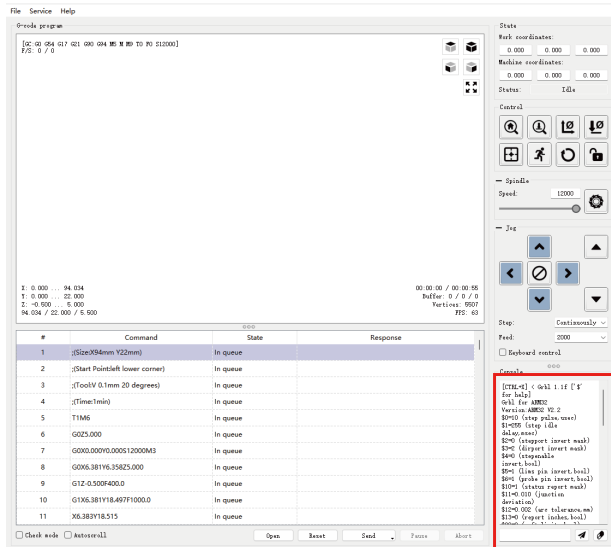 File Service Help
G-code program
[GC:G0 G54 G17 G21 G90 G94 M5 M M9 T0 F0 S12000]
F/S: 0 / 0
X: 0.000 ... 94.034
Y: 0.000 ... 22.000
Z: -0.500 ... 5.000
94.034 / 22.000 / 5.500
00:00:00 / 00:00:55
Buffer: 0 / 0 / 0
Vertices: 5507
FPS: 63
# Command State Response
1 ;(Size:X94mm Y22mm) In queue
2 ;(Start Point:left lower corner) In queue
3 ;(Tool:V 0.1mm 20 degrees) In queue
4 ;(Time:1min) In queue
5 T1M6 In queue
6 G0Z5.000 In queue
7 G0X0.000Y0.000S12000M3 In queue
8 G0X6.381Y6.358Z5.000 In queue
9 G1Z-0.500F400.0 In queue
10 G1X6.381Y18.497F1000.0 In queue
11 X6.383Y18.515 In queue
Check mode Autoscroll Open Reset Send Pause Abort
State
Work coordinates:
0.000 0.000 0.000
Machine coordinates:
0.000 0.000 0.000
Status: Idle
Control
Spindle
Speed: 12000
Jog
Step: Continuously
Feed: 2000
Keyboard control
Console
[CTRL+X] < Grbl 1.1f ['$'
for help]
Grbl for ARM32
Version:ARM32 V2.2
$0=10 (step pulse,usec)
$1=255 (step idle
delay,msec)
$2=0 (stepport invert mask)
$3=2 (dirport invert mask)
$4=0 (stepenable
invert,bool)
$5=1 (lims pin invert,bool)
$6=1 (probe pin invert,bool)
$10=1 (status report mask)
$11=0.010 (junction
deviation)
$12=0.002 (arc tolerance,mm)
$13=0 (report inches,bool)